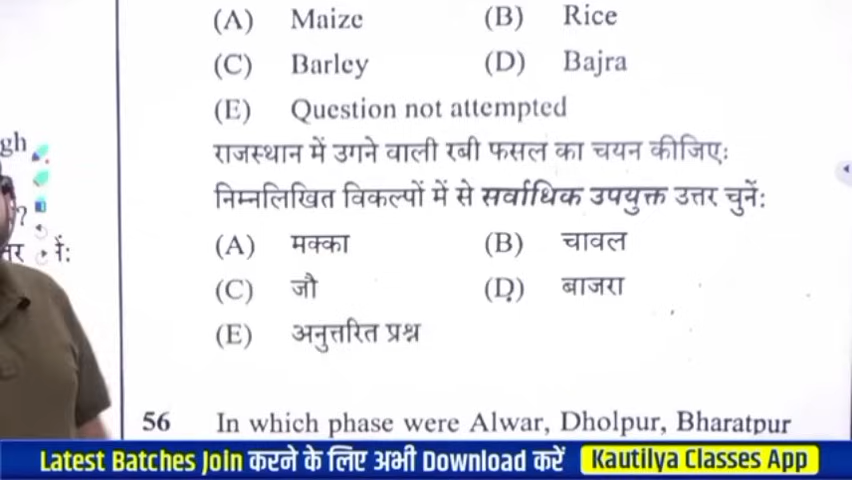 (A) Maize (B) Rice
(C) Barley (D) Bajra
(E) Question not attempted
राजस्थान में उगने वाली रबी फसल का चयन कीजिए:
निम्नलिखित विकल्पों में से सर्वाधिक उपयुक्त उत्तर चुनें:
(A) मक्का (B) चावल
(C) जौ (D) बाजरा
(E) अनुत्तरित प्रश्न
gh
?
56 In which phase were Alwar, Dholpur, Bharatpur
Latest Batches Join करने के लिए अभी Download करें Kautilya Classes App